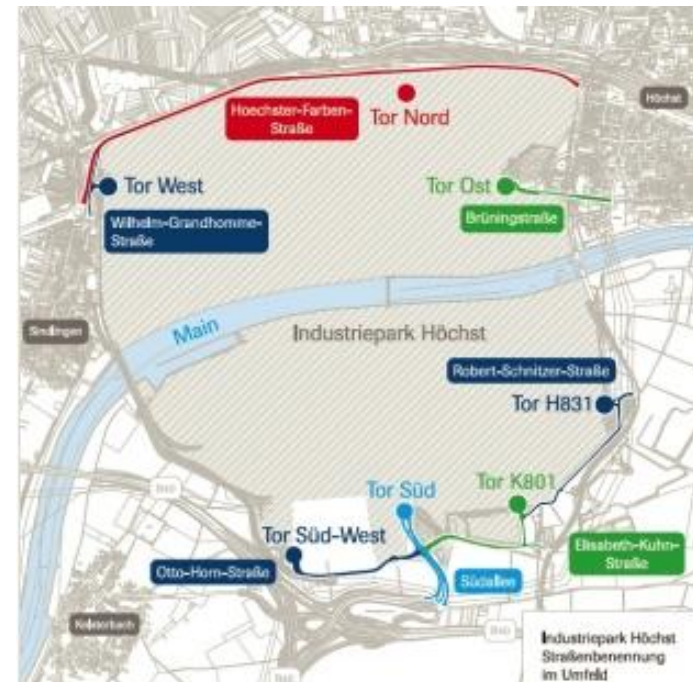 Hoechster-Farben-
Straße
Tor Nord
Höchst
Tor West
Tor Ost
Wilhelm-Grandhomme-
Straße
Brüningstraße
Main
Sindlingen
Industriepark Höchst
Robert-Schnitzer-Straße
Tor H831
Tor Süd
Tor K801
Tor Süd-West
Otto-Horn-Straße
Südallee
Elisabeth-Kuhn-
Straße
Kelsterbach
Industriepark Höchst
Straßenbenennung
im Umfeld